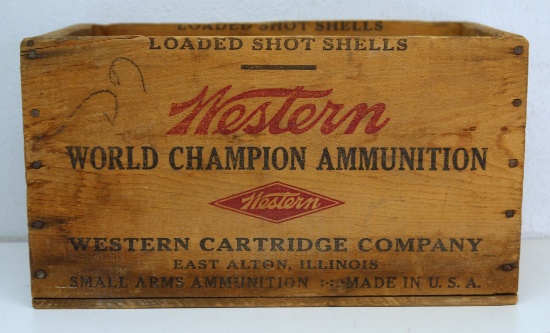 LOADED SHOT SHELLS
LOADED SHOT SHELLS
Western
WORLD CHAMPION AMMUNITION
Western
WESTERN CARTRIDGE COMPANY
EAST ALTON, ILLINOIS
SMALL ARMS AMMUNITION :-: MADE IN U.S.A.